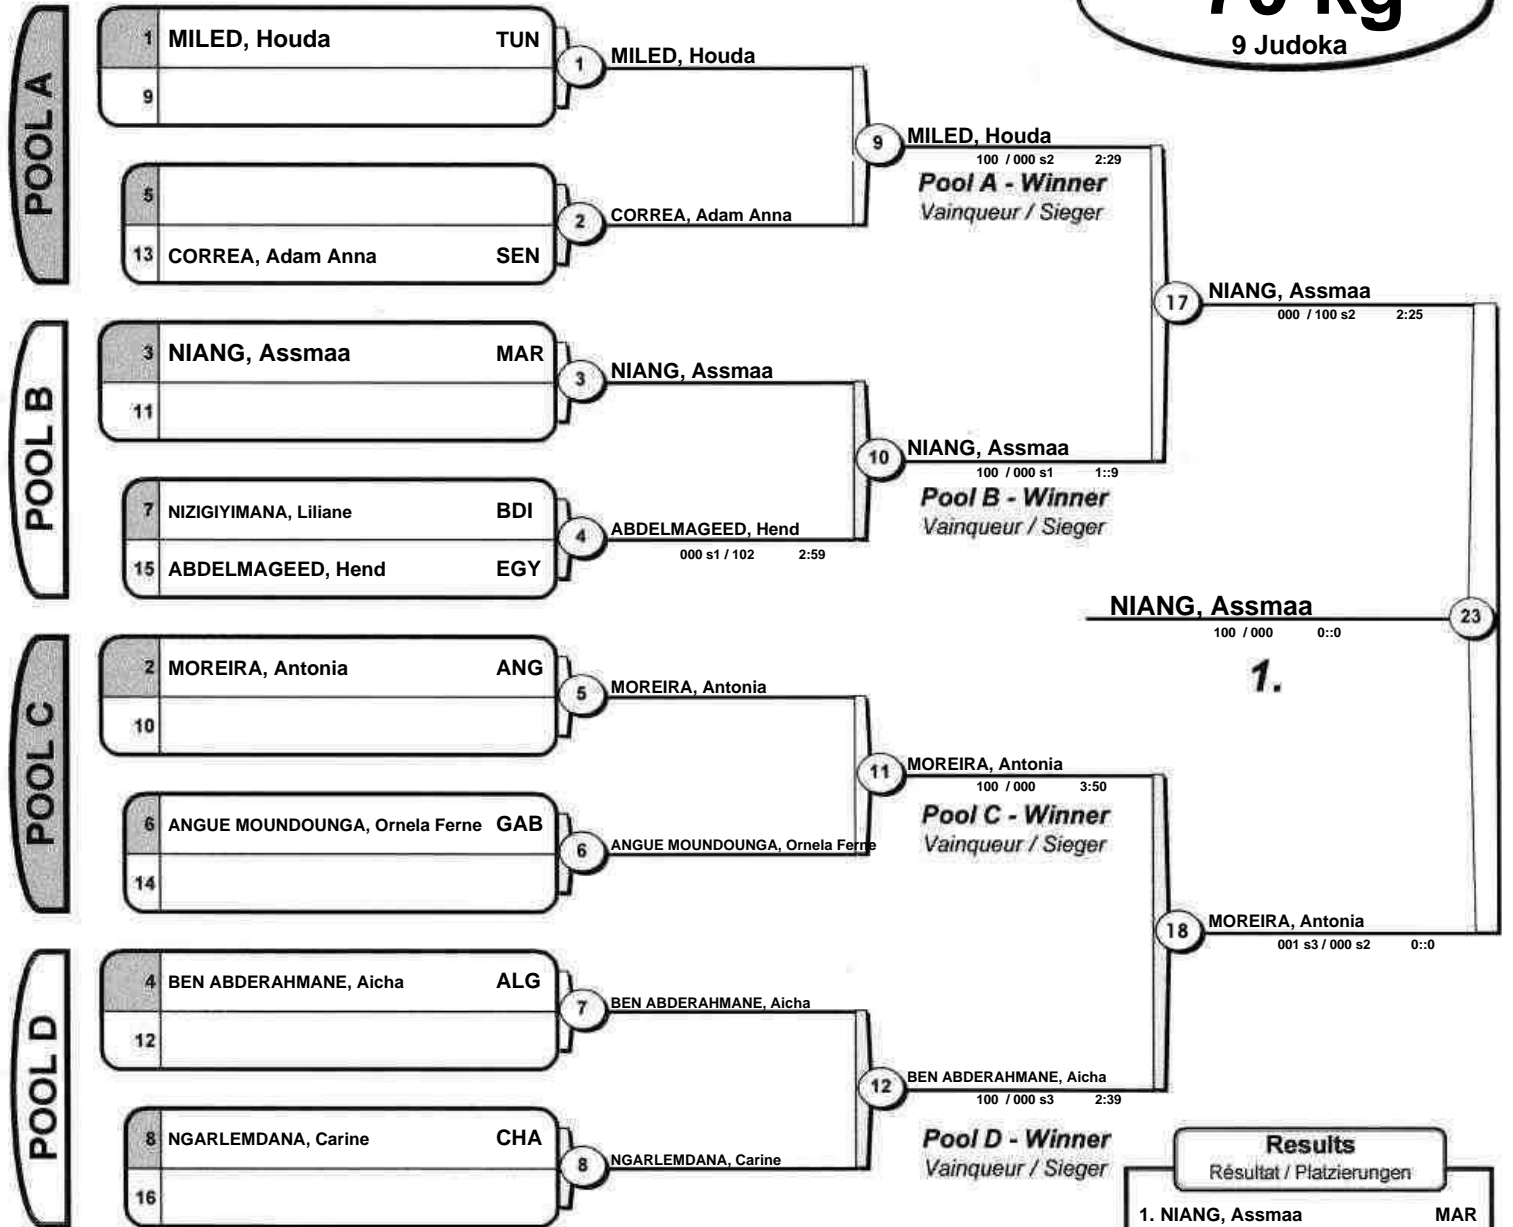 70 kg
9 Judoka
POOL A
1 MILED, Houda TUN
9
1 MILED, Houda
5
13 CORREA, Adam Anna SEN
2 CORREA, Adam Anna
9 MILED, Houda
100 / 000 s2 2:29
Pool A - Winner
Vainqueur / Sieger
POOL B
3 NIANG, Assmaa MAR
11
3 NIANG, Assmaa
7 NIZIGIYIMANA, Liliane BDI
15 ABDELMAGEED, Hend EGY
4 ABDELMAGEED, Hend
000 s1 / 102 2:59
10 NIANG, Assmaa
100 / 000 s1 1::9
Pool B - Winner
Vainqueur / Sieger
17 NIANG, Assmaa
000 / 100 s2 2:25
NIANG, Assmaa 23
100 / 000 0::0
1.
POOL C
2 MOREIRA, Antonia ANG
10
5 MOREIRA, Antonia
6 ANGUE MOUNDOUNGA, Ornela Ferne GAB
14
6 ANGUE MOUNDOUNGA, Ornela Ferne
11 MOREIRA, Antonia
100 / 000 3:50
Pool C - Winner
Vainqueur / Sieger
POOL D
4 BEN ABDERAHMANE, Aicha ALG
12
7 BEN ABDERAHMANE, Aicha
8 NGARLEMDANA, Carine CHA
16
8 NGARLEMDANA, Carine
12 BEN ABDERAHMANE, Aicha
100 / 000 s3 2:39
Pool D - Winner
Vainqueur / Sieger
18 MOREIRA, Antonia
001 s3 / 000 s2 0::0
Results
Résultat / Platzierungen
1. NIANG, Assmaa MAR